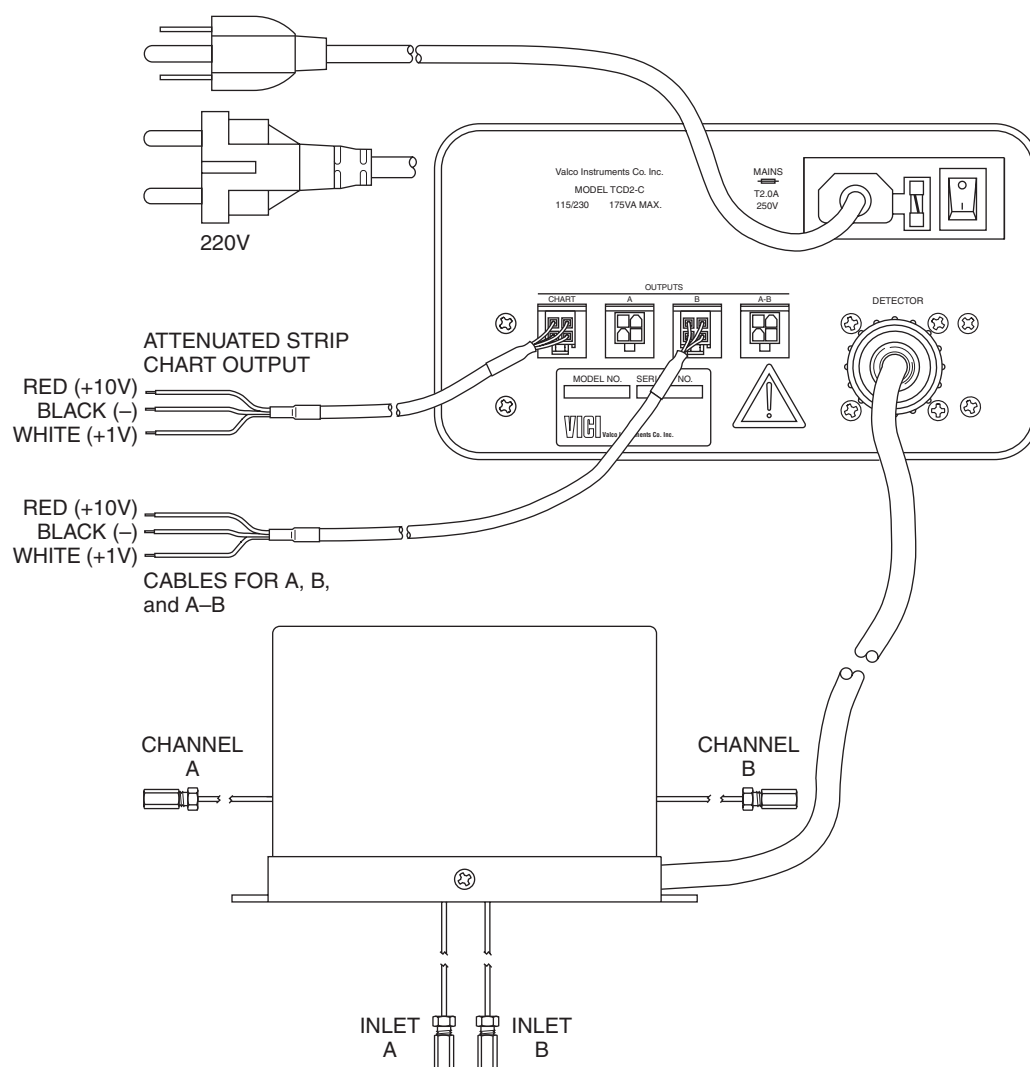 220V
Valco Instruments Co. Inc.
MODEL TCD2-C
115/230 175VA MAX.
MAINS
T2.0A
250V
OUTPUTS
CHART A B A-B
DETECTOR
ATTENUATED STRIP
CHART OUTPUT
RED (+10V)
BLACK (–)
WHITE (+1V)
MODEL NO.
VICI Valco Instruments Co. Inc.
RED (+10V)
BLACK (–)
WHITE (+1V)
CABLES FOR A, B,
and A–B
CHANNEL
A
CHANNEL
B
INLET
A
INLET
B